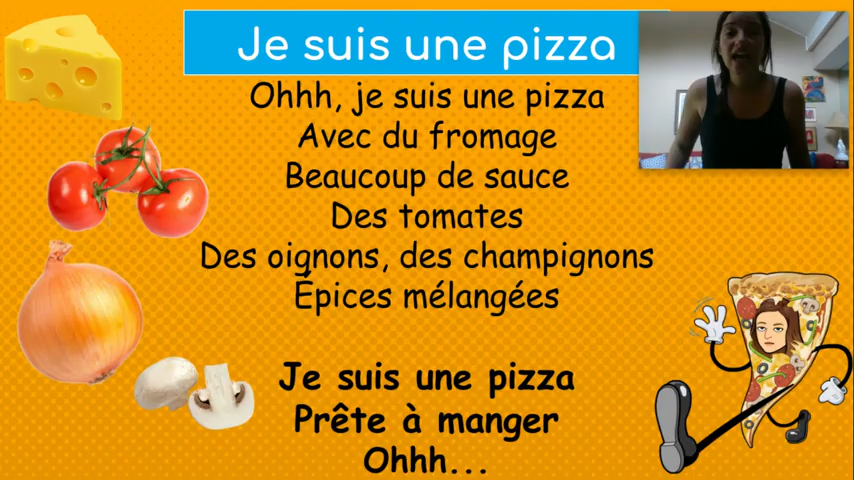 Je suis une pizza
Ohhh, je suis une pizza
Avec du fromage
Beaucoup de sauce
Des tomates
Des oignons, des champignons
Épices mélangées
Je suis une pizza
Prête à manger
Ohhh...